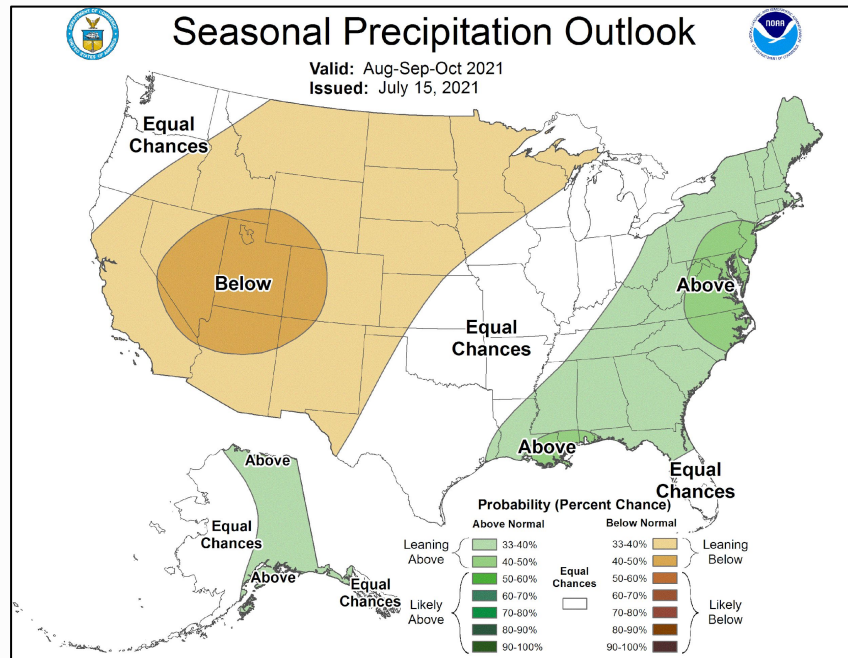 Seasonal Precipitation Outlook
Valid: Aug-Sep-Oct 2021
Issued: July 15, 2021
NOAA
Equal
Chances
Below
Equal
Chances
Above
Above
Equal
Chances
Above
Equal
Chances
Above
Equal
Chances
Probability (Percent Chance)
Above Normal
Below Normal
Leaning
Above
33-40%
40-50%
Likely
Above
50-60%
60-70%
70-80%
80-90%
90-100%
Equal
Chances
33-40%
40-50%
Leaning
Below
50-60%
60-70%
70-80%
80-90%
90-100%
Likely
Below